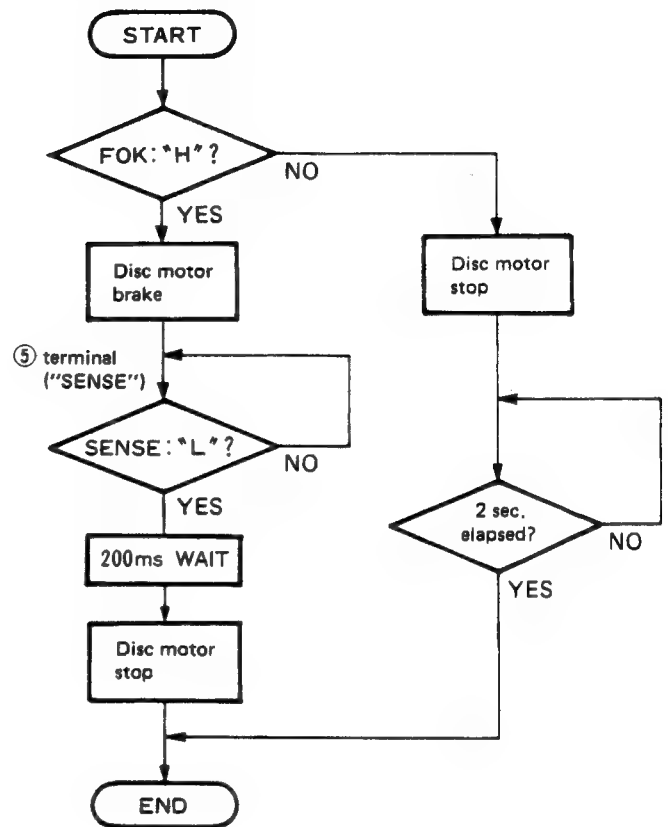 START
FOK: "H"?
NO
YES
Disc motor
brake
Disc motor
stop
⑤ terminal
("SENSE")
SENSE: "L"?
NO
YES
2 sec.
elapsed?
NO
YES
200ms WAIT
Disc motor
stop
END